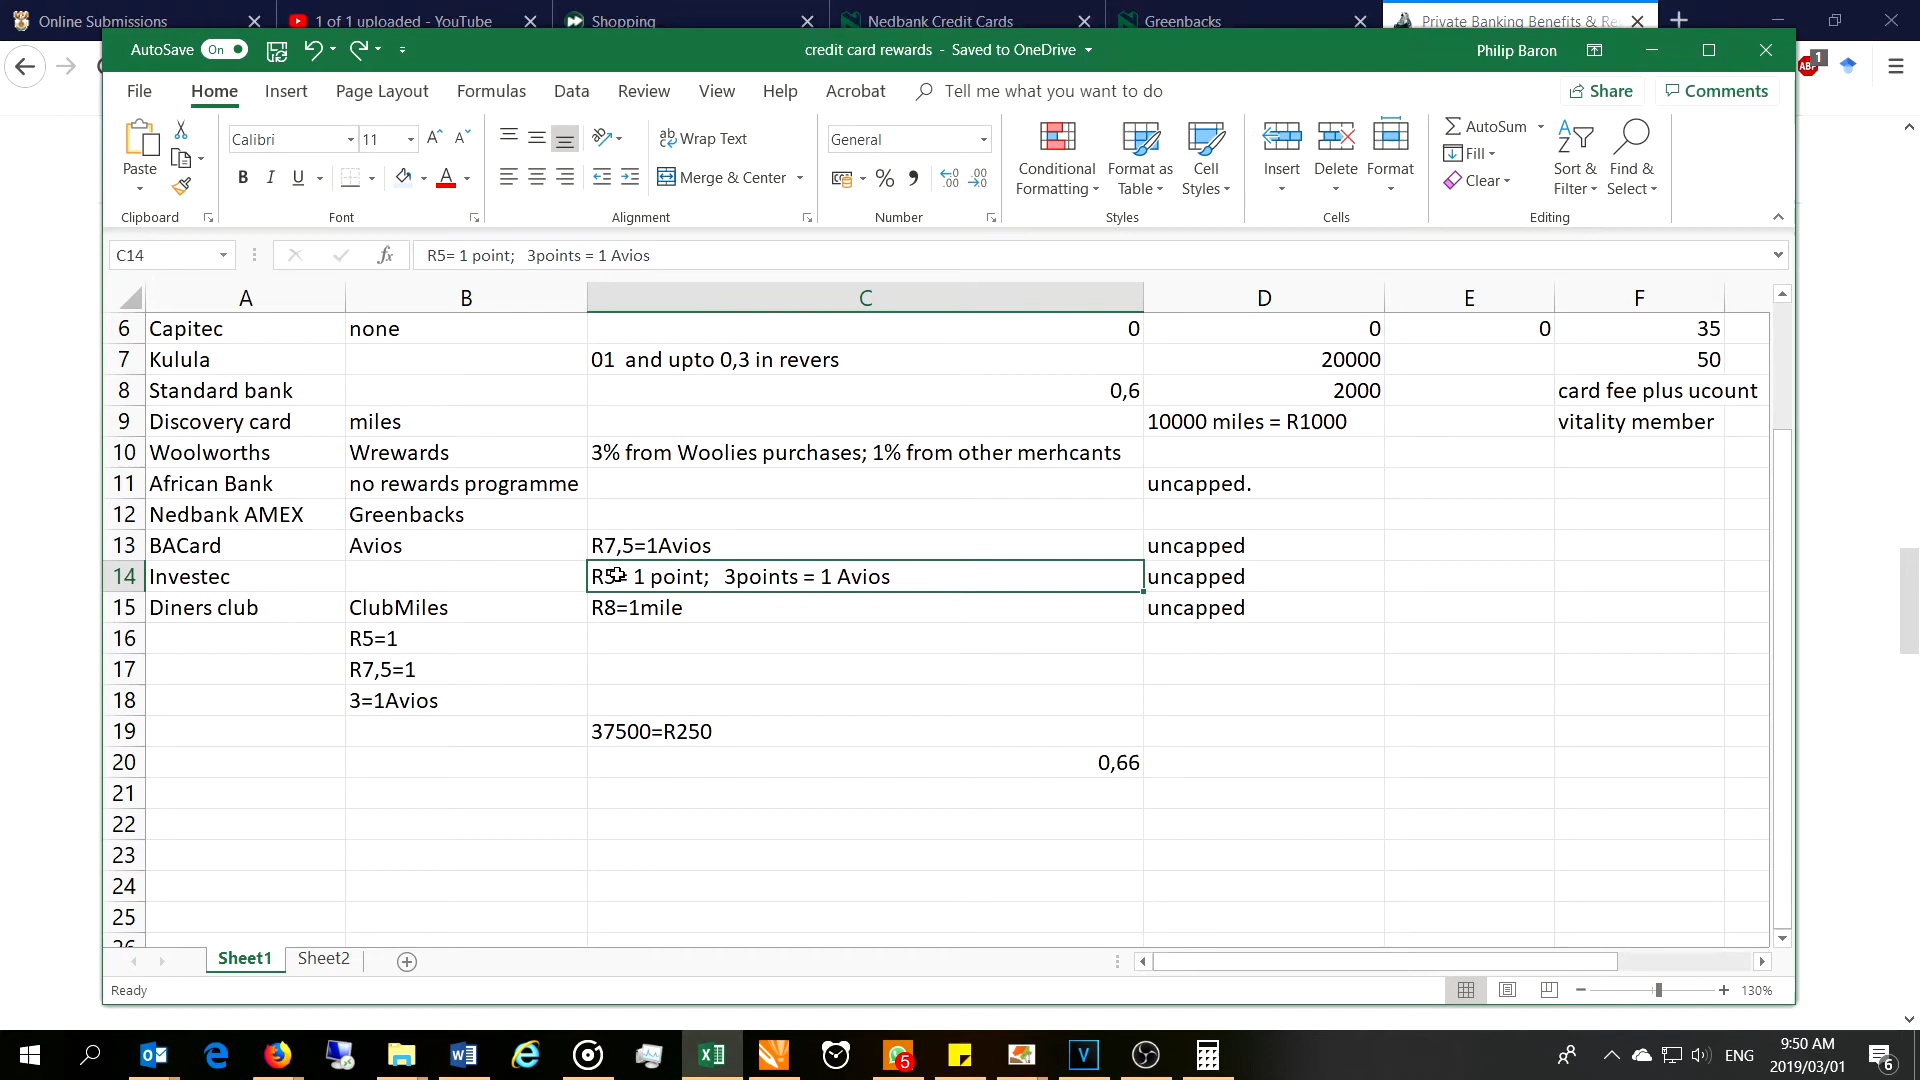 Online Submissions
1 of 1 uploaded - YouTube
Shopping
Nedbank Credit Cards
Greenbacks
Private Banking Benefits & Re
AutoSave On
credit card rewards - Saved to OneDrive
Philip Baron
ABP 1
File Home Insert Page Layout Formulas Data Review View Help Acrobat Tell me what you want to do Share Comments
Paste
Calibri 11
Wrap Text
General
Conditional Formatting
Format as Table
Cell Styles
Insert
Delete
Format
AutoSum
Fill
Clear
Sort & Filter
Find & Select
B I U A
Merge & Center
% , ,00
Clipboard Font Alignment Number Styles Cells Editing
C14 fx R5= 1 point; 3points = 1 Avios
A B C D E F
6 Capitec none 0 0 0 35
7 Kulula 01 and upto 0,3 in revers 20000 50
8 Standard bank 0,6 2000 card fee plus ucount
9 Discovery card miles 10000 miles = R1000 vitality member
10 Woolworths Wrewards 3% from Woolies purchases; 1% from other merhcants
11 African Bank no rewards programme uncapped.
12 Nedbank AMEX Greenbacks
13 BACard Avios R7,5=1Avios uncapped
14 Investec R5= 1 point; 3points = 1 Avios uncapped
15 Diners club ClubMiles R8=1mile uncapped
16 R5=1
17 R7,5=1
18 3=1Avios
19 37500=R250
20 0,66
21
22
23
24
25
26
Sheet1 Sheet2
Ready 130%
5 ENG 9:50 AM
2019/03/01 6